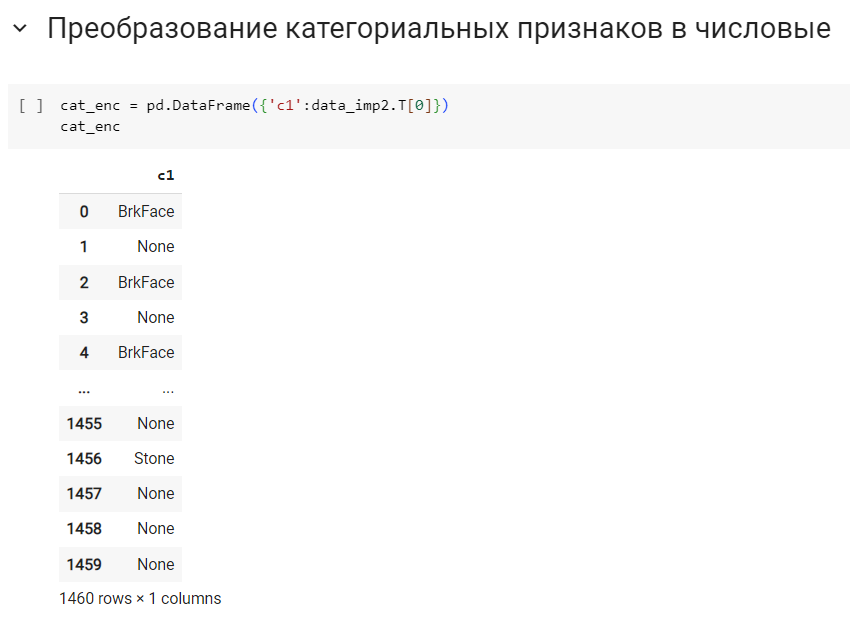 Преобразование категориальных признаков в числовые
[ ] cat_enc = pd.DataFrame({'c1':data_imp2.T[0]})
cat_enc
c1
0 BrkFace
1 None
2 BrkFace
3 None
4 BrkFace
... ...
1455 None
1456 Stone
1457 None
1458 None
1459 None
1460 rows × 1 columns